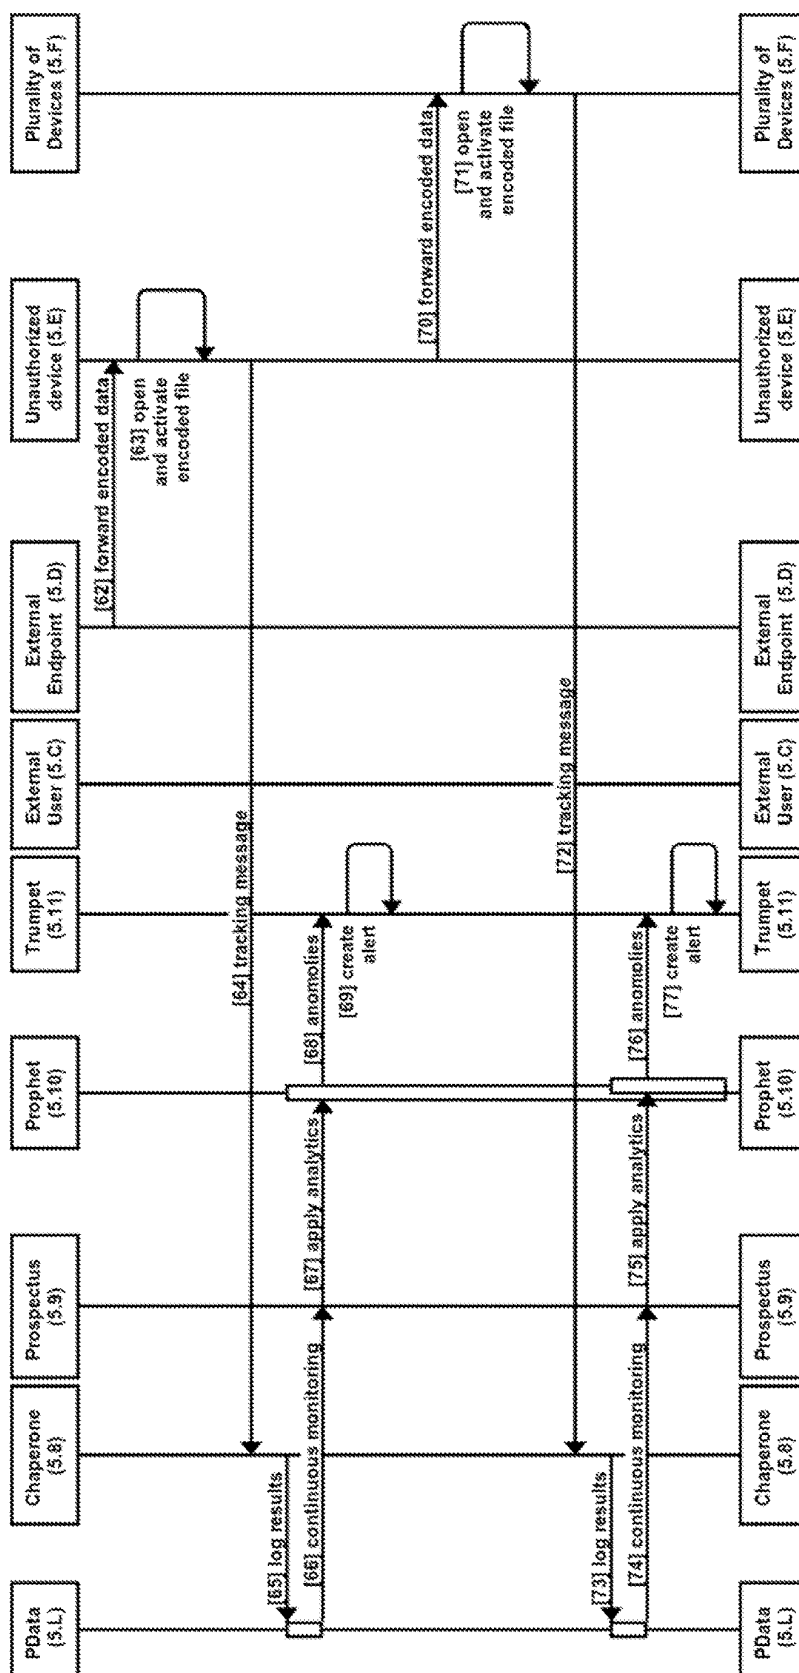 PData
(5.L)
Chaperone
(5.8)
Prospectus
(5.9)
Prophet
(5.10)
Trumpet
(5.11)
External
User (5.C)
External
Endpoint (5.D)
Unauthorized
device (5.E)
Plurality of
Devices (5.F)
[62] forward encoded data
[63] open
and activate
encoded file
[64] tracking message
[65] log results
[66] continuous monitoring
[67] apply analytics
[68] anomolies
[69] create
alert
[70] forward encoded data
[71] open
and activate
encoded file
[72] tracking message
[73] log results
[74] continuous monitoring
[75] apply analytics
[76] anomolies
[77] create
alert
PData
(5.L)
Chaperone
(5.8)
Prospectus
(5.9)
Prophet
(5.10)
Trumpet
(5.11)
External
User (5.C)
External
Endpoint (5.D)
Unauthorized
device (5.E)
Plurality of
Devices (5.F)